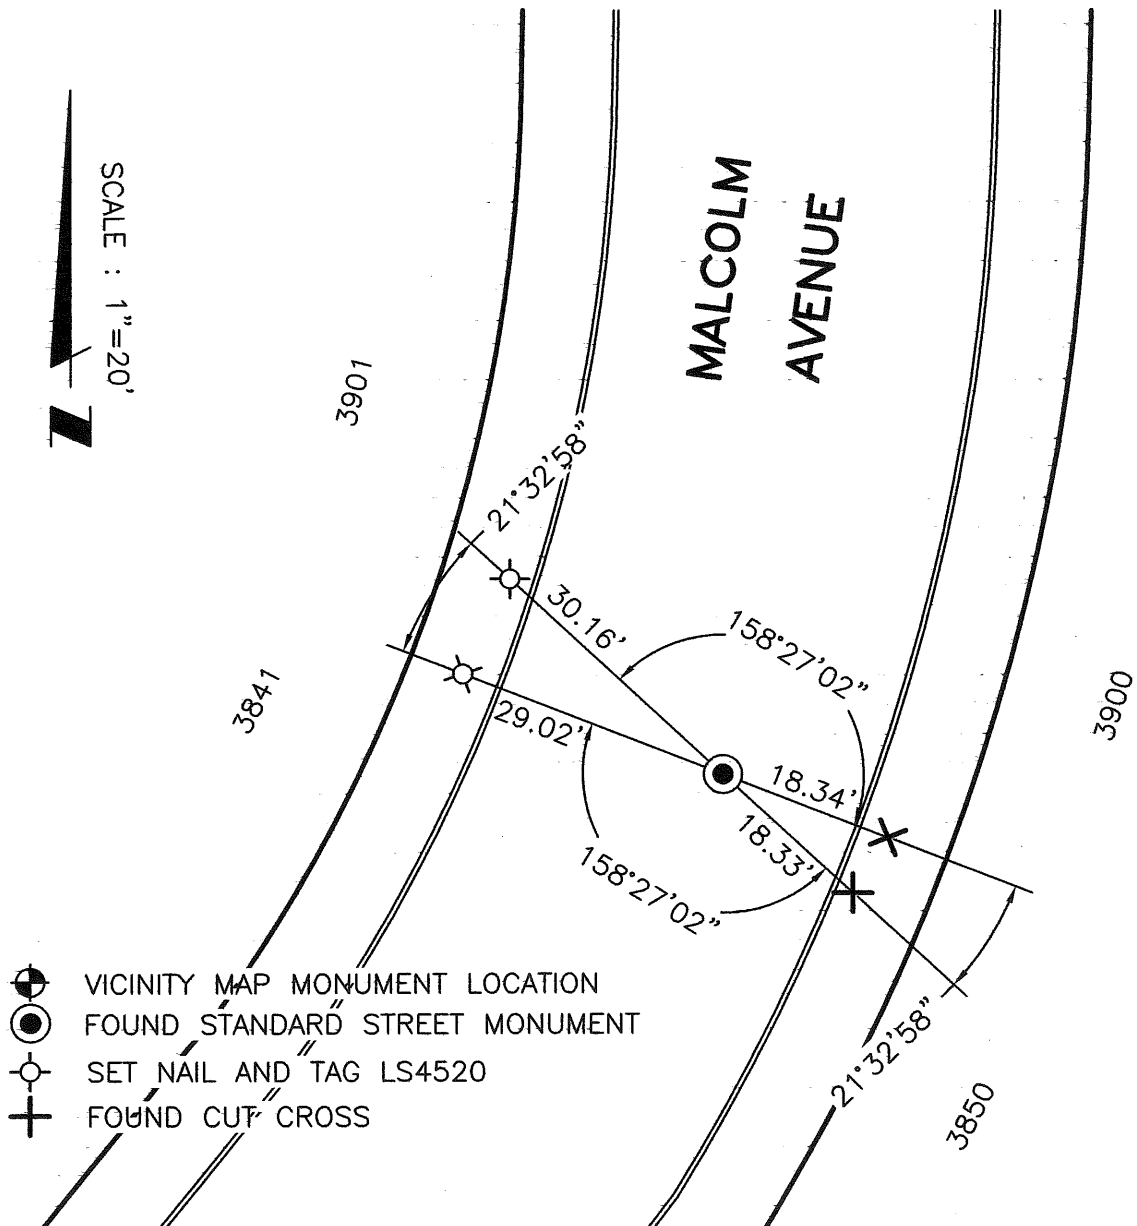 MALCOLM
AVENUE
SCALE : 1"=20'
N
3901
21°32'58"
30.16'
158°27'02"
3841
29.02'
3900
18.34'
18.33'
158°27'02"
VICINITY MAP MONUMENT LOCATION
FOUND STANDARD STREET MONUMENT
SET NAIL AND TAG LS4520
FOUND CUT CROSS
21°32'58"
3850